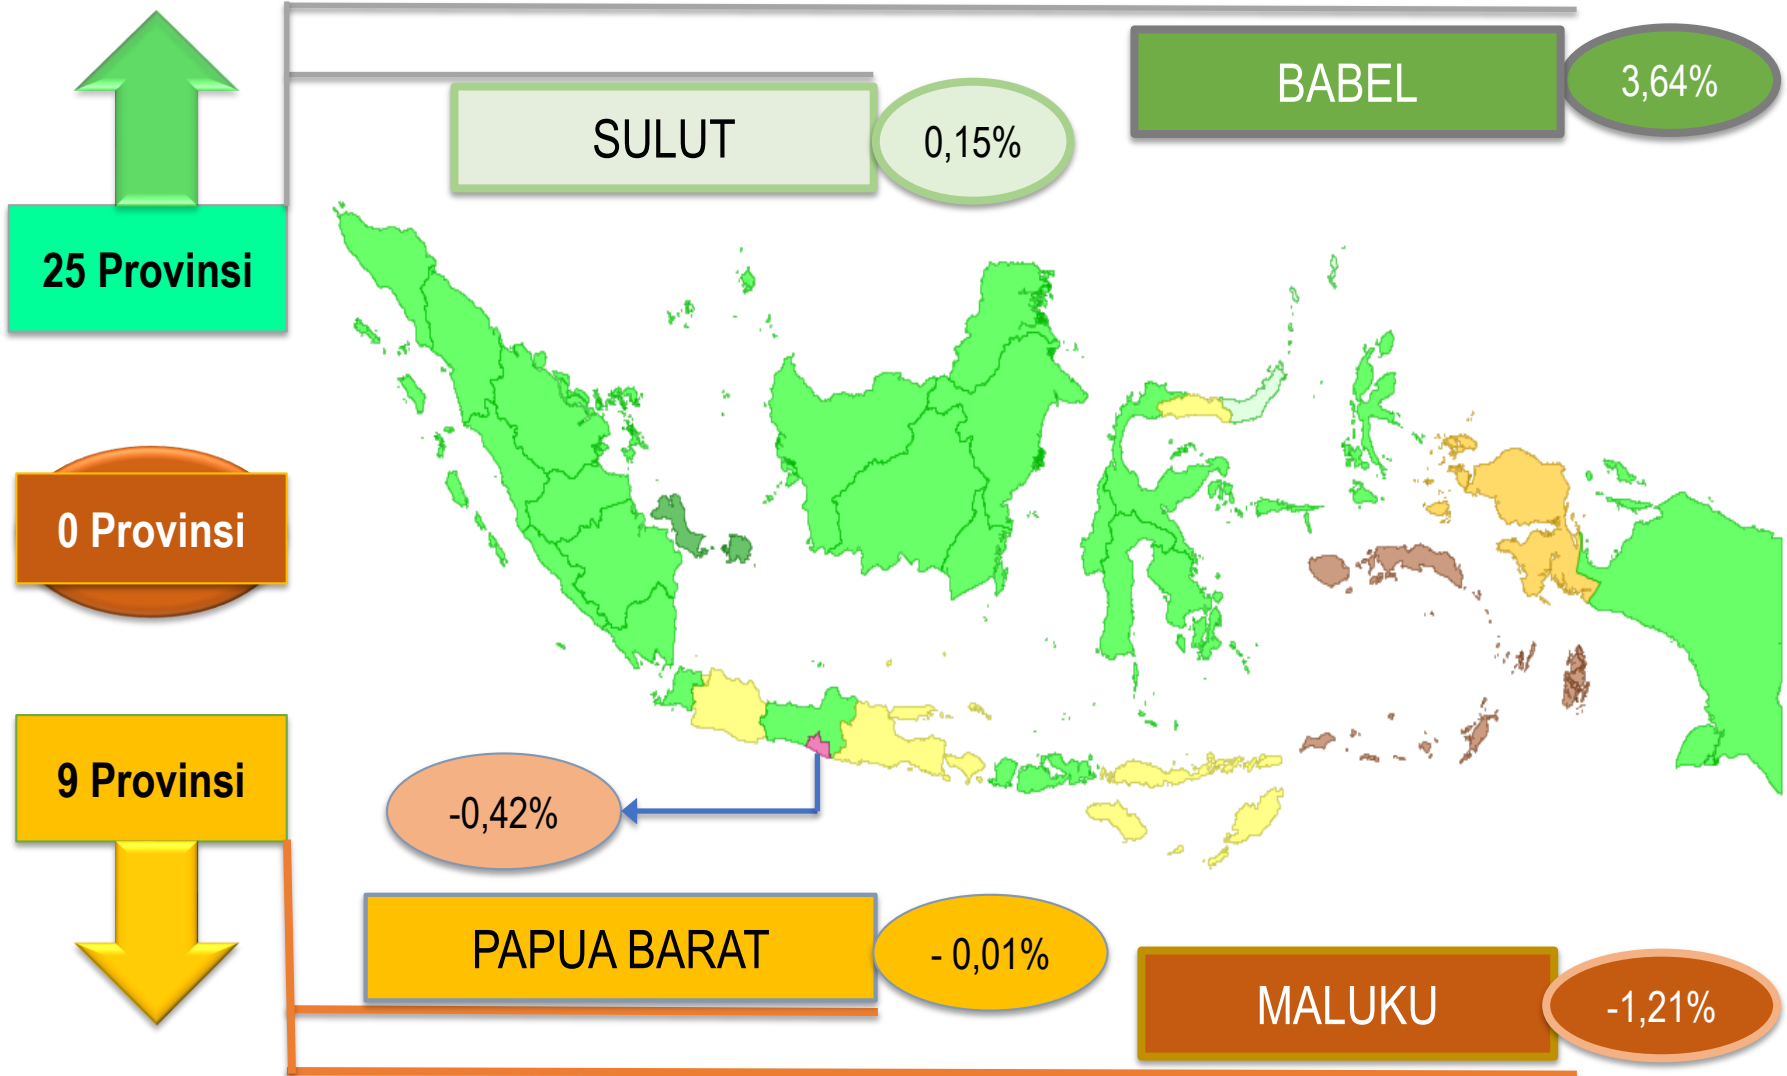 BABEL
3,64%
SULUT
0,15%
25 Provinsi
0 Provinsi
9 Provinsi
-0,42%
PAPUA BARAT
- 0,01%
MALUKU
-1,21%